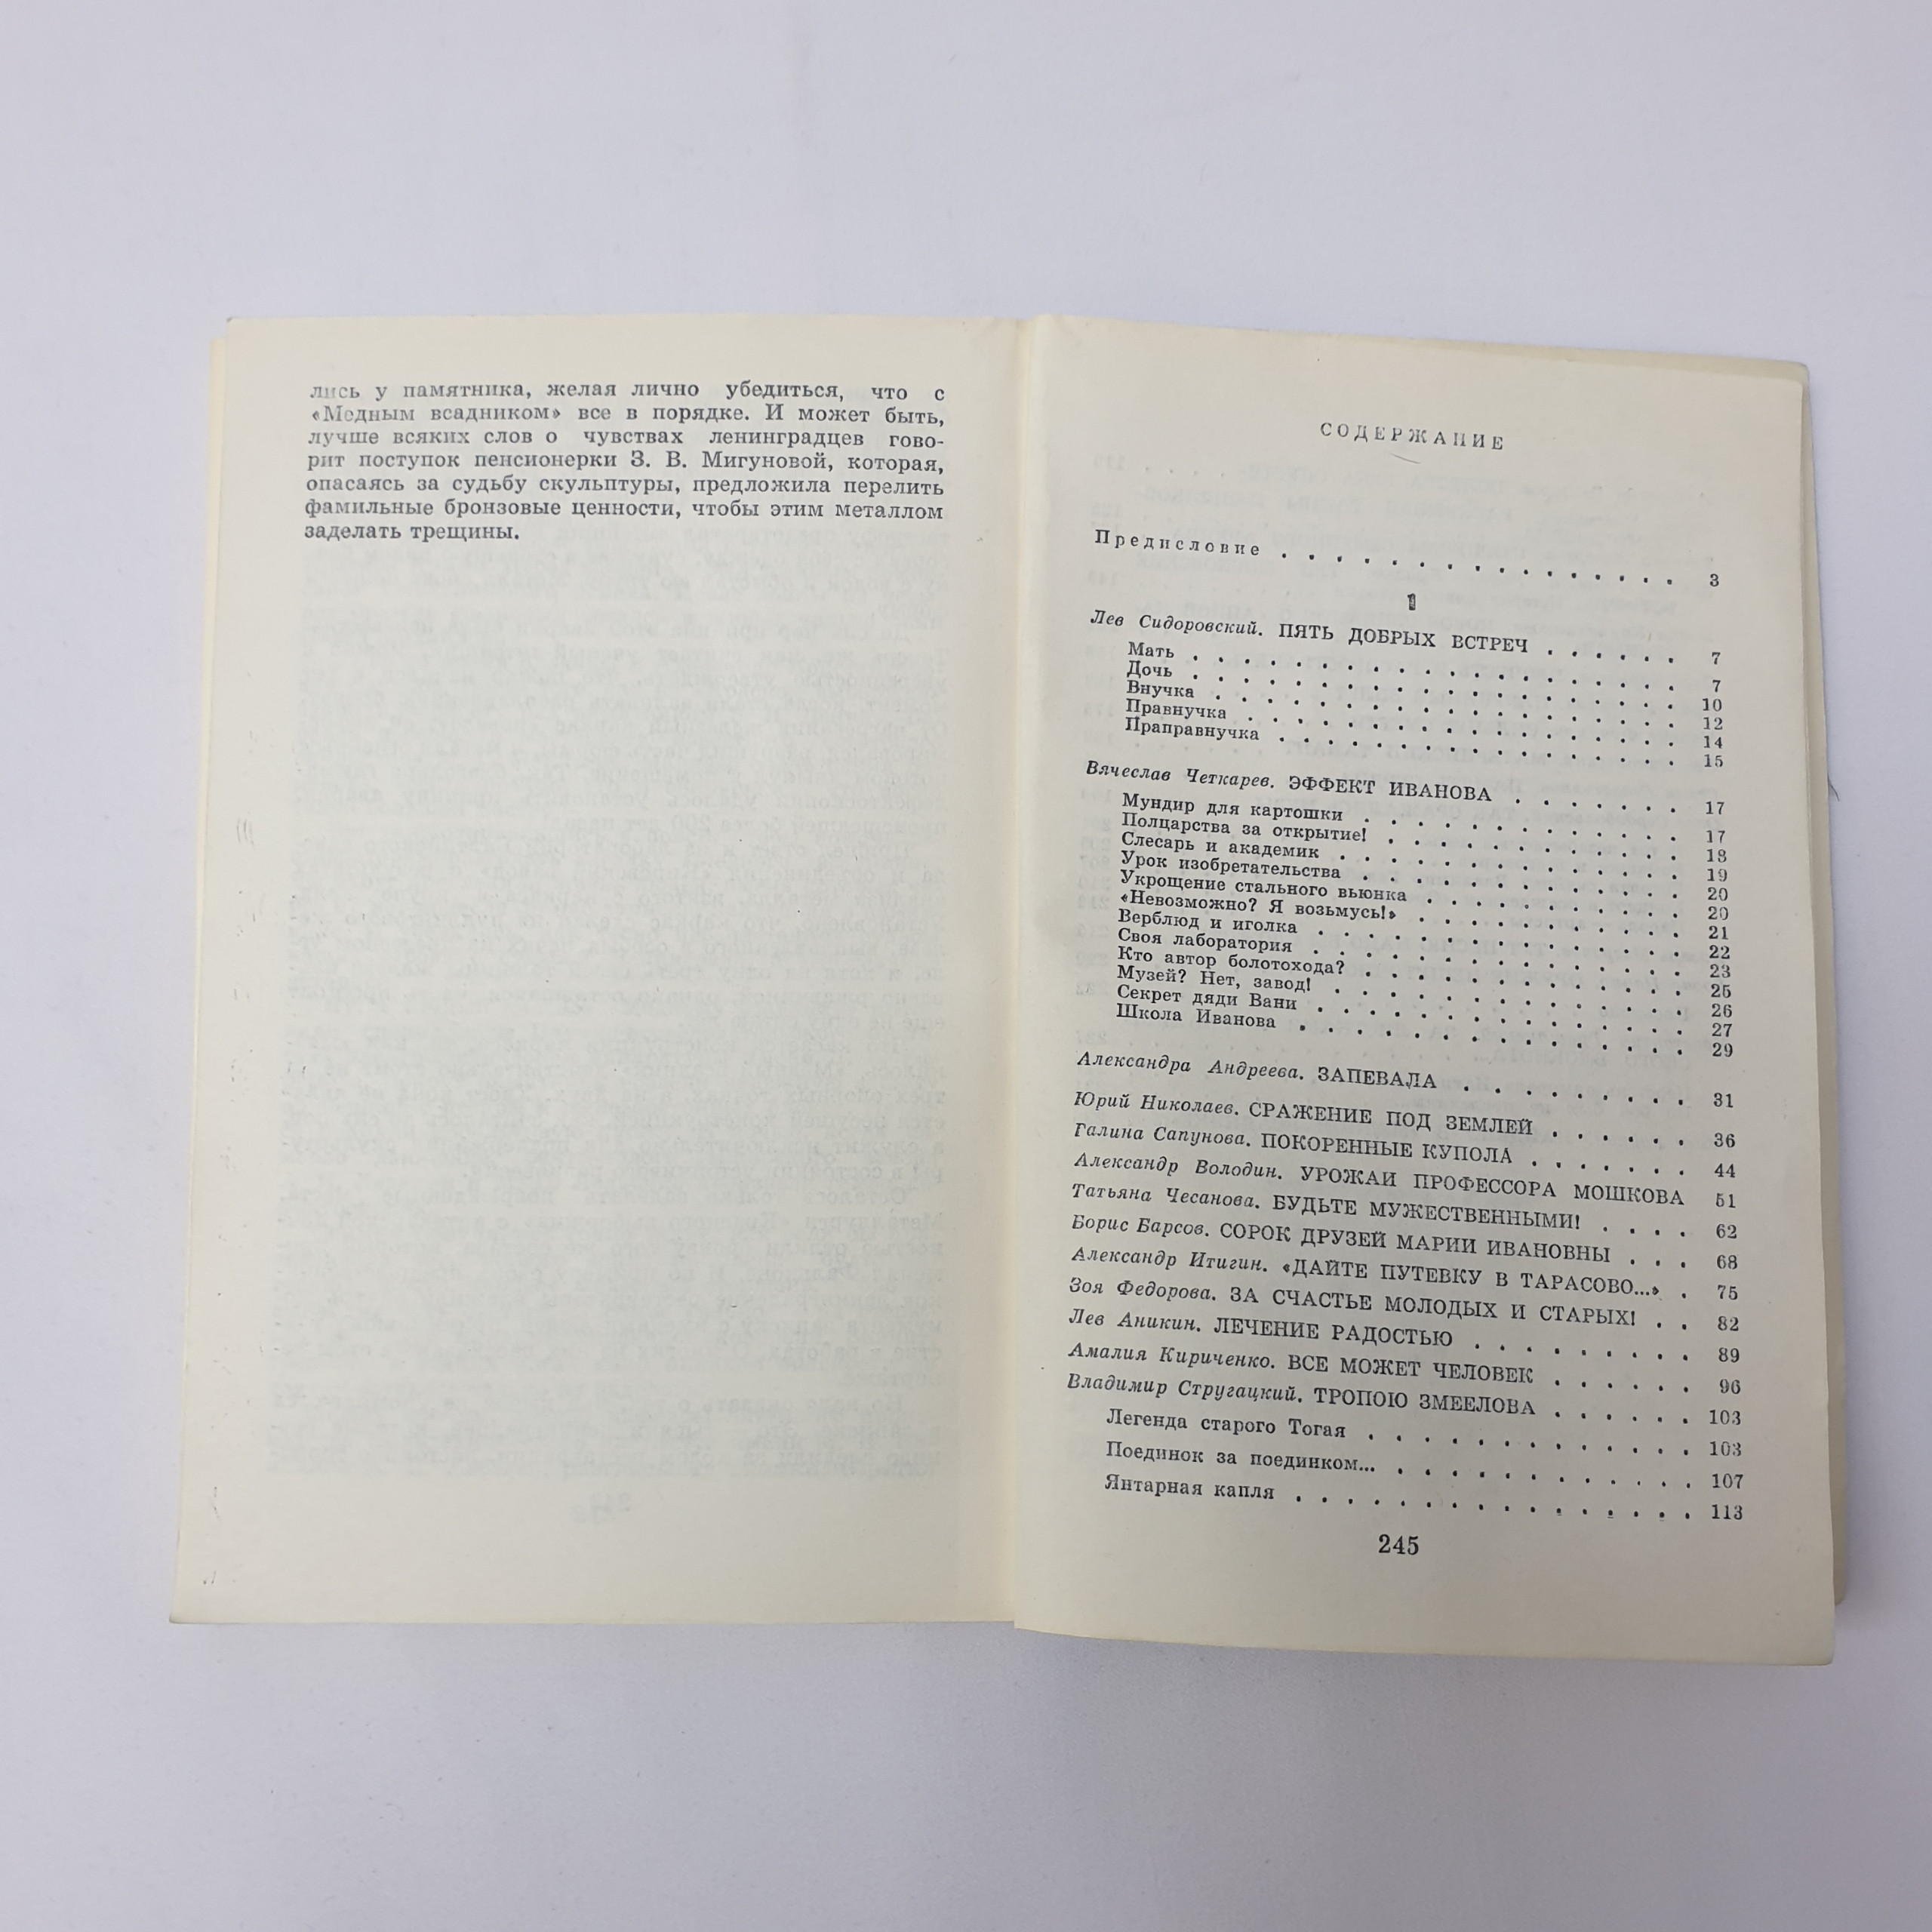 лись у памятника, желая лично убедиться, что с
«Медным всадником» все в порядке. И может быть,
лучше всяких слов о чувствах ленинградцев гово-
рит поступок пенсионерки З. В. Мигуновой, которая,
опасаясь за судьбу скульптуры, предложила перелить
фамильные бронзовые ценности, чтобы этим металлом
заделать трещины.
СОДЕРЖАНИЕ
Предисловие . . . . . . . . . . . . . . . 3
1
Лев Сидоровский. ПЯТЬ ДОБРЫХ ВСТРЕЧ . . . . . . 7
Мать . . . . . . . . . . . . . . . . . . . 7
Дочь . . . . . . . . . . . . . . . . . . . 10
Внучка . . . . . . . . . . . . . . . . . . 12
Правнучка . . . . . . . . . . . . . . . . . 14
Праправнучка . . . . . . . . . . . . . . . . 15
Вячеслав Четкарев. ЭФФЕКТ ИВАНОВА . . . . . . . 17
Мундир для картошки . . . . . . . . . . . . 17
Полцарства за открытие! . . . . . . . . . . . 18
Слесарь и академик . . . . . . . . . . . . . 19
Урок изобретательства . . . . . . . . . . . . 20
Укрощение стального вьюнка . . . . . . . . . . 20
«Невозможно? Я возьмусь!» . . . . . . . . . . 21
Верблюд и иголка . . . . . . . . . . . . . 22
Своя лаборатория . . . . . . . . . . . . . 23
Кто автор болотохода? . . . . . . . . . . . . 25
Музей? Нет, завод! . . . . . . . . . . . . . 26
Секрет дяди Вани . . . . . . . . . . . . . 27
Школа Иванова . . . . . . . . . . . . . . 29
Александра Андреева. ЗАПЕВАЛА . . . . . . . . 31
Юрий Николаев. СРАЖЕНИЕ ПОД ЗЕМЛЕЙ . . . . . . 36
Галина Сапунова. ПОКОРЕННЫЕ КУПОЛА . . . . . . 44
Александр Володин. УРОЖАИ ПРОФЕССОРА МОШКОВА 51
Татьяна Чесанова. БУДЬТЕ МУЖЕСТВЕННЫМИ! . . . . 62
Борис Барсов. СОРОК ДРУЗЕЙ МАРИИ ИВАНОВНЫ . . . 68
Александр Итигин. «ДАЙТЕ ПУТЕВКУ В ТАРАСОВО...» . 75
Зоя Федорова. ЗА СЧАСТЬЕ МОЛОДЫХ И СТАРЫХ! . . 82
Лев Аникин. ЛЕЧЕНИЕ РАДОСТЬЮ . . . . . . . . 89
Амалия Кириченко. ВСЕ МОЖЕТ ЧЕЛОВЕК . . . . . . 96
Владимир Стругацкий. ТРОПОЮ ЗМЕЕЛОВА . . . . . . 103
Легенда старого Тогая . . . . . . . . . . . . 103
Поединок за поединком... . . . . . . . . . . . 107
Янтарная капля . . . . . . . . . . . . . . . 113
245